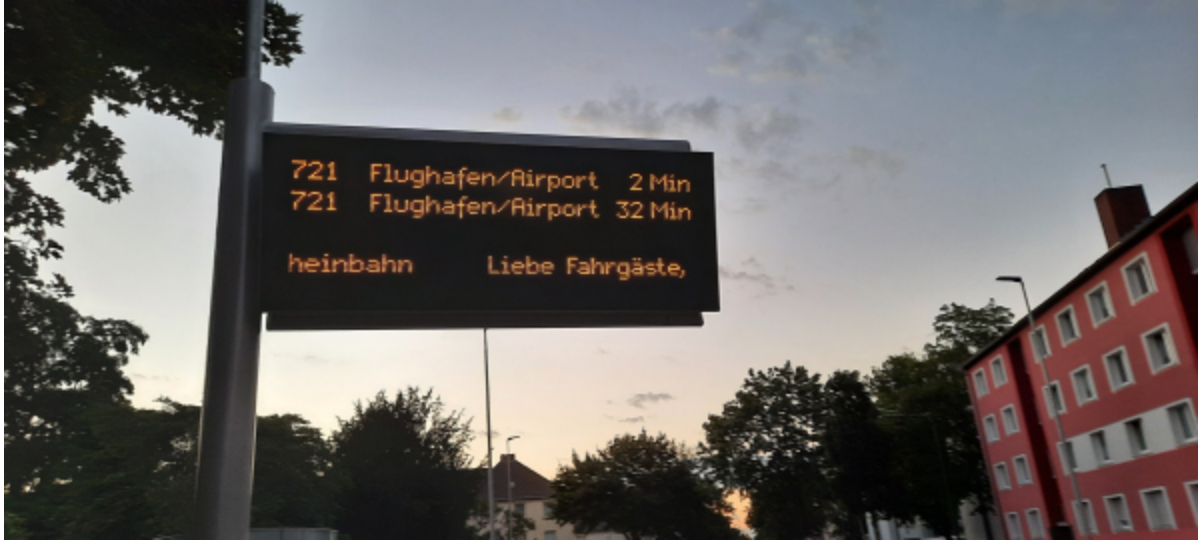 721 Flughafen/Airport 2 Min
721 Flughafen/Airport 32 Min
heinbahn Liebe Fahrgäste,